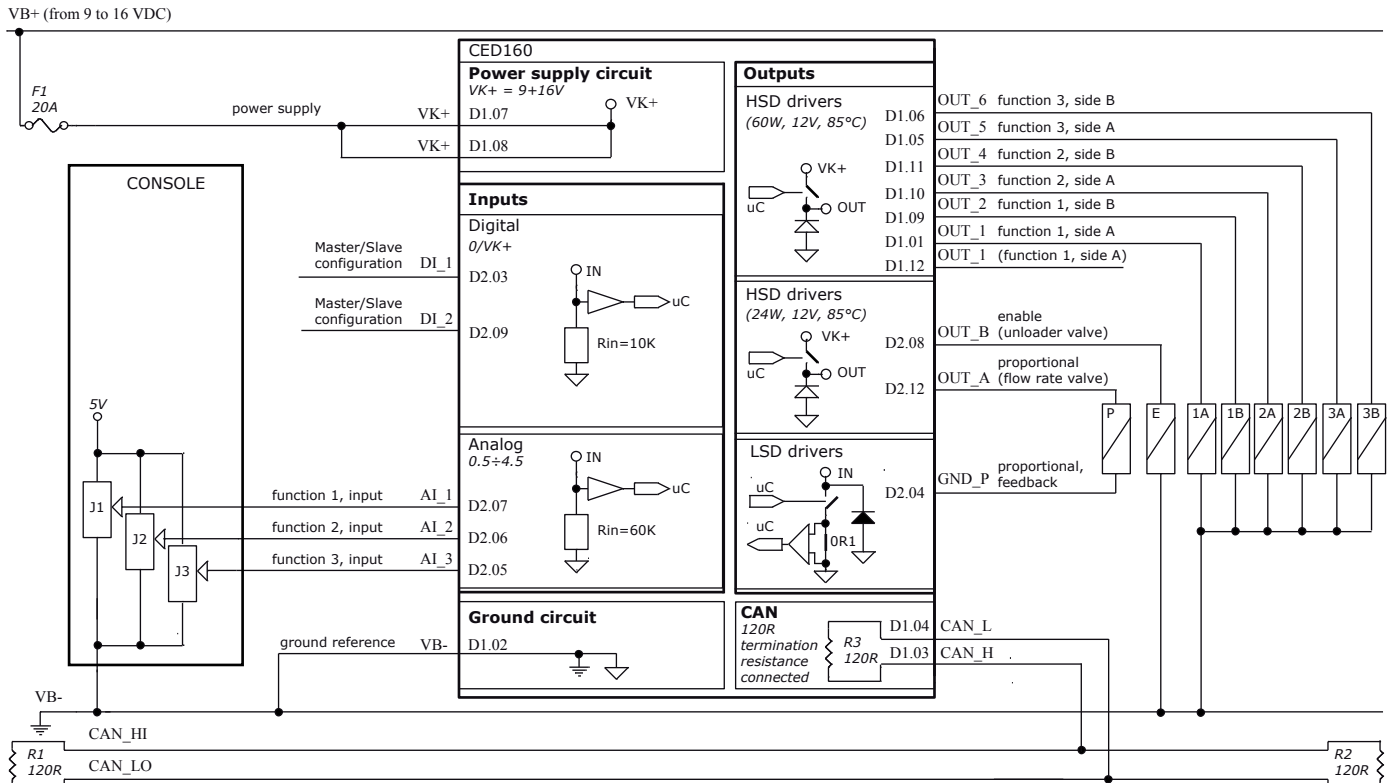 VB+ (from 9 to 16 VDC)
F1
20A
power supply
VK+
VK+
CED160
Power supply circuit
VK+ = 9÷16V
VK+
D1.07
D1.08
Inputs
Digital
0/VK+
Master/Slave
configuration DI_1
D2.03
Master/Slave
configuration DI_2
D2.09
IN
uC
Rin=10K
Analog
0.5÷4.5
IN
uC
Rin=60K
function 1, input AI_1
D2.07
function 2, input AI_2
D2.06
function 3, input AI_3
D2.05
CONSOLE
5V
J1
J2
J3
Ground circuit
ground reference VB- D1.02
Outputs
HSD drivers
(60W, 12V, 85°C)
VK+
uC
OUT
D1.06
D1.05
D1.11
D1.10
D1.09
D1.01
D1.12
OUT_6 function 3, side B
OUT_5 function 3, side A
OUT_4 function 2, side B
OUT_3 function 2, side A
OUT_2 function 1, side B
OUT_1 function 1, side A
OUT_1 (function 1, side A)
HSD drivers
(24W, 12V, 85°C)
VK+
uC
OUT
D2.08
D2.12
enable
OUT_B (unloader valve)
proportional
OUT_A (flow rate valve)
LSD drivers
IN
uC
uC
0R1
D2.04
GND_P proportional,
feedback
P
E
1A
1B
2A
2B
3A
3B
CAN
120R
termination
resistance
connected
R3
120R
D1.04 CAN_L
D1.03 CAN_H
VB-
CAN_HI
R1
120R
CAN_LO
R2
120R